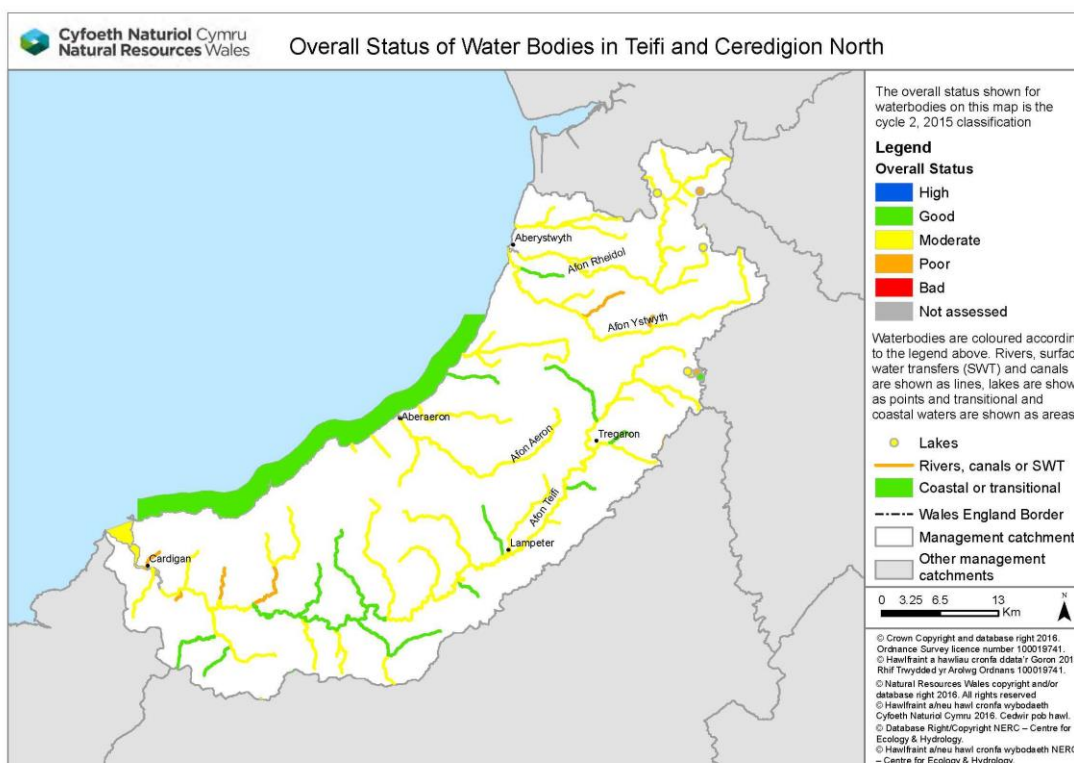 Cyfoeth Naturiol Cymru
Natural Resources Wales
Overall Status of Water Bodies in Teifi and Ceredigion North
The overall status shown for
waterbodies on this map is the
cycle 2, 2015 classification
Legend
Overall Status
High
Good
Moderate
Poor
Bad
Not assessed
Waterbodies are coloured accordin
to the legend above. Rivers, surfac
water transfers (SWT) and canals
are shown as lines, lakes are show
as points and transitional and
coastal waters are shown as areas
Lakes
Rivers, canals or SWT
Coastal or transitional
Wales England Border
Management catchment
Other management
catchments
0 3.25 6.5 13
Km
N
© Crown Copyright and database right 2016.
Ordnance Survey licence number 100019741.
© Hawlfraint a hawliau cronfa ddata'r Goron 201
Rhif Trwydded yr Arolwg Ordnans 100019741.
© Natural Resources Wales copyright and/or
database right 2016. All rights reserved
© Hawlfraint a/neu hawl cronfa wybodaeth
Cyfoeth Naturiol Cymru 2016. Cedwir pob hawl.
© Database Right/Copyright NERC – Centre for
Ecology & Hydrology.
© Hawlfraint a/neu hawl cronfa wybodaeth NERC
– Centre for Ecology & Hydrology.
Aberystwyth
Afon Rheidol
Afon Ystwyth
Aberaeron
Afon Aeron
Tregaron
Afon Teifi
Lampeter
Cardigan